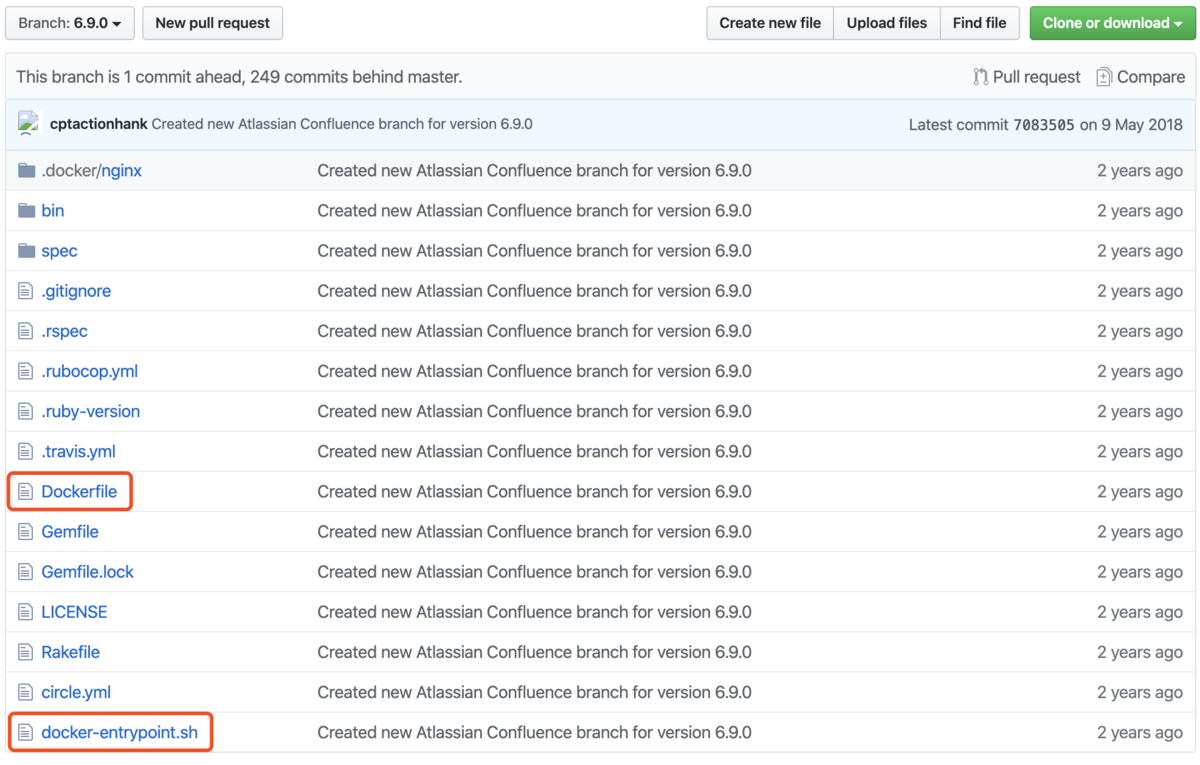 Branch: 6.9.0 New pull request Create new file Upload files Find file Clone or download
This branch is 1 commit ahead, 249 commits behind master. Pull request Compare
cptactionhank Created new Atlassian Confluence branch for version 6.9.0 Latest commit 7083505 on 9 May 2018
.docker/nginx Created new Atlassian Confluence branch for version 6.9.0 2 years ago
bin Created new Atlassian Confluence branch for version 6.9.0 2 years ago
spec Created new Atlassian Confluence branch for version 6.9.0 2 years ago
.gitignore Created new Atlassian Confluence branch for version 6.9.0 2 years ago
.rspec Created new Atlassian Confluence branch for version 6.9.0 2 years ago
.rubocop.yml Created new Atlassian Confluence branch for version 6.9.0 2 years ago
.ruby-version Created new Atlassian Confluence branch for version 6.9.0 2 years ago
.travis.yml Created new Atlassian Confluence branch for version 6.9.0 2 years ago
Dockerfile Created new Atlassian Confluence branch for version 6.9.0 2 years ago
Gemfile Created new Atlassian Confluence branch for version 6.9.0 2 years ago
Gemfile.lock Created new Atlassian Confluence branch for version 6.9.0 2 years ago
LICENSE Created new Atlassian Confluence branch for version 6.9.0 2 years ago
Rakefile Created new Atlassian Confluence branch for version 6.9.0 2 years ago
circle.yml Created new Atlassian Confluence branch for version 6.9.0 2 years ago
docker-entrypoint.sh Created new Atlassian Confluence branch for version 6.9.0 2 years ago